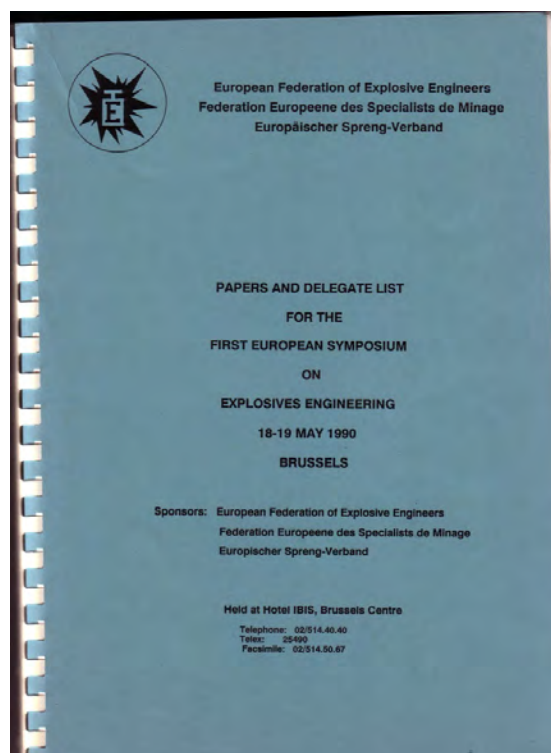 E
European Federation of Explosive Engineers
Federation Europeene des Specialists de Minage
Europäischer Spreng-Verband
PAPERS AND DELEGATE LIST
FOR THE
FIRST EUROPEAN SYMPOSIUM
ON
EXPLOSIVES ENGINEERING
18-19 MAY 1990
BRUSSELS
Sponsors: European Federation of Explosive Engineers
Federation Europeene des Specialists de Minage
Europischer Spreng-Verband
Held at Hotel IBIS, Brussels Centre
Telephone: 02/514.40.40
Telex: 25490
Facsimile: 02/514.50.67